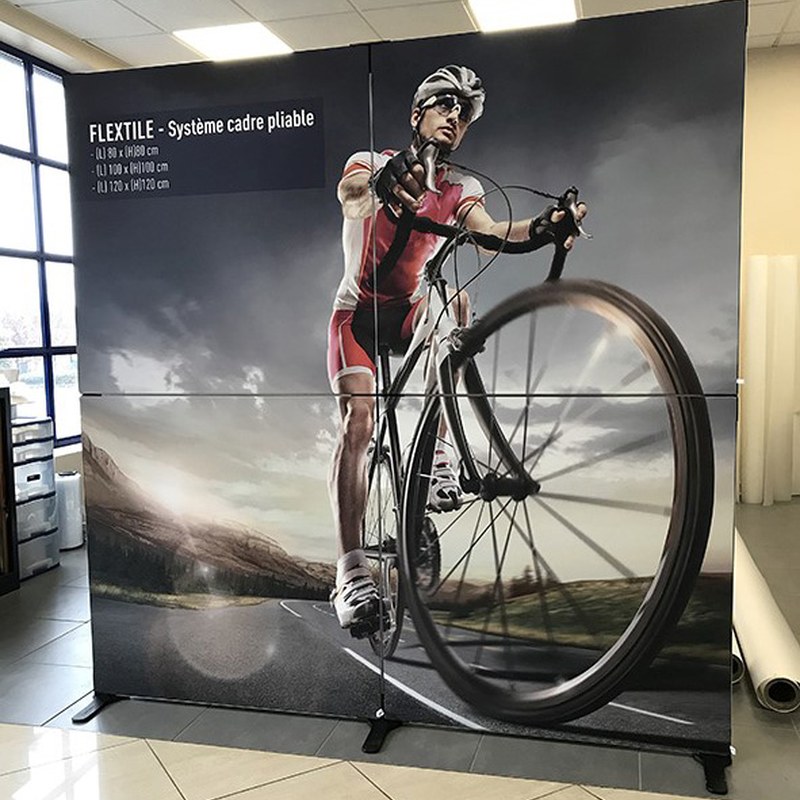 FLEXTILE - Système cadre pliable
- (L) 80 x (H)80 cm
- (L) 100 x (H)100 cm
- (L) 120 x (H)120 cm